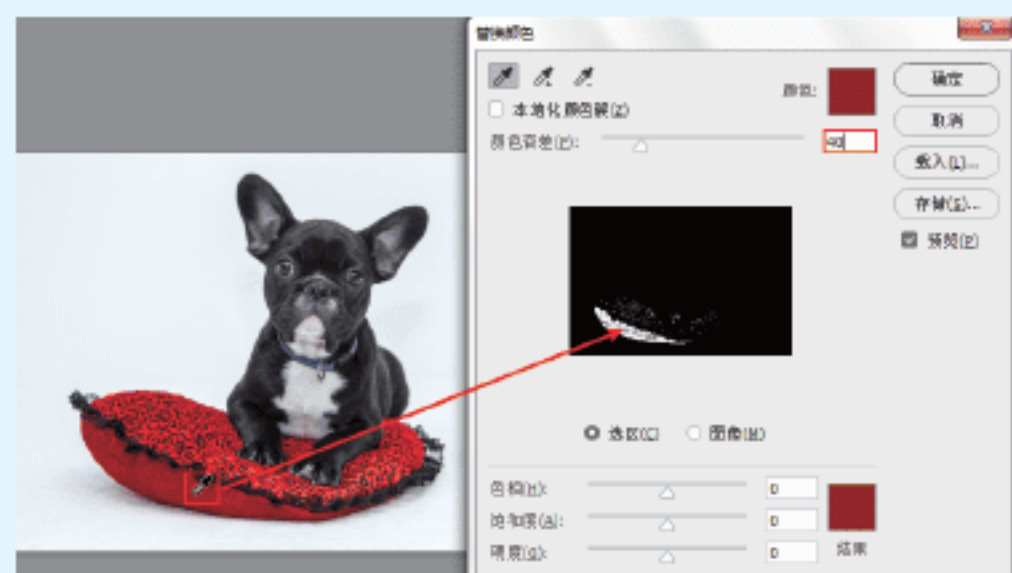 替换颜色
颜色:
确定
本地化颜色簇(Z)
取消
颜色容差(F):
40
载入(L)...
存储(S)...
预览(P)
选区(C)
图像(M)
色相(H):
0
饱和度(A):
0
明度(G):
0
结果